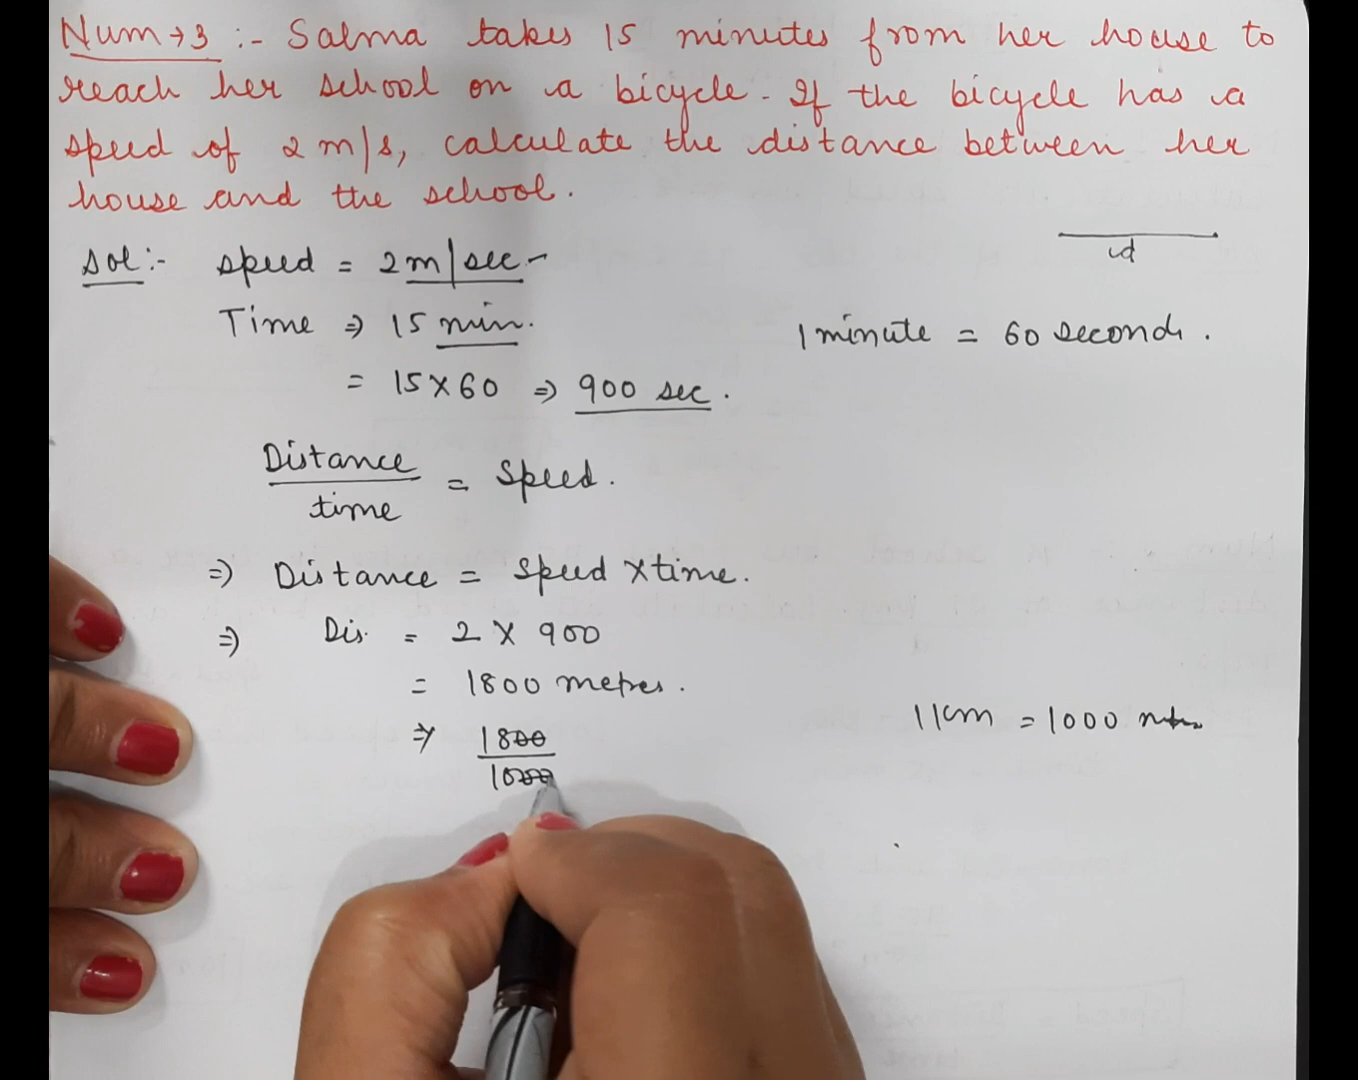 Num→3 :- Salma takes 15 minutes from her house to
reach her school on a bicycle. If the bicycle has a
speed of 2 m/s, calculate the distance between her
house and the school.
Sol:- speed = 2m/sec.
d
Time ⇒ 15 min.
1 minute = 60 seconds.
= 15×60 ⇒ 900 sec.
Distance
time
= Speed.
⇒ Distance = speed × time.
⇒ Dis. = 2 × 900
= 1800 metres.
1 km = 1000
⇒ 1800
1000